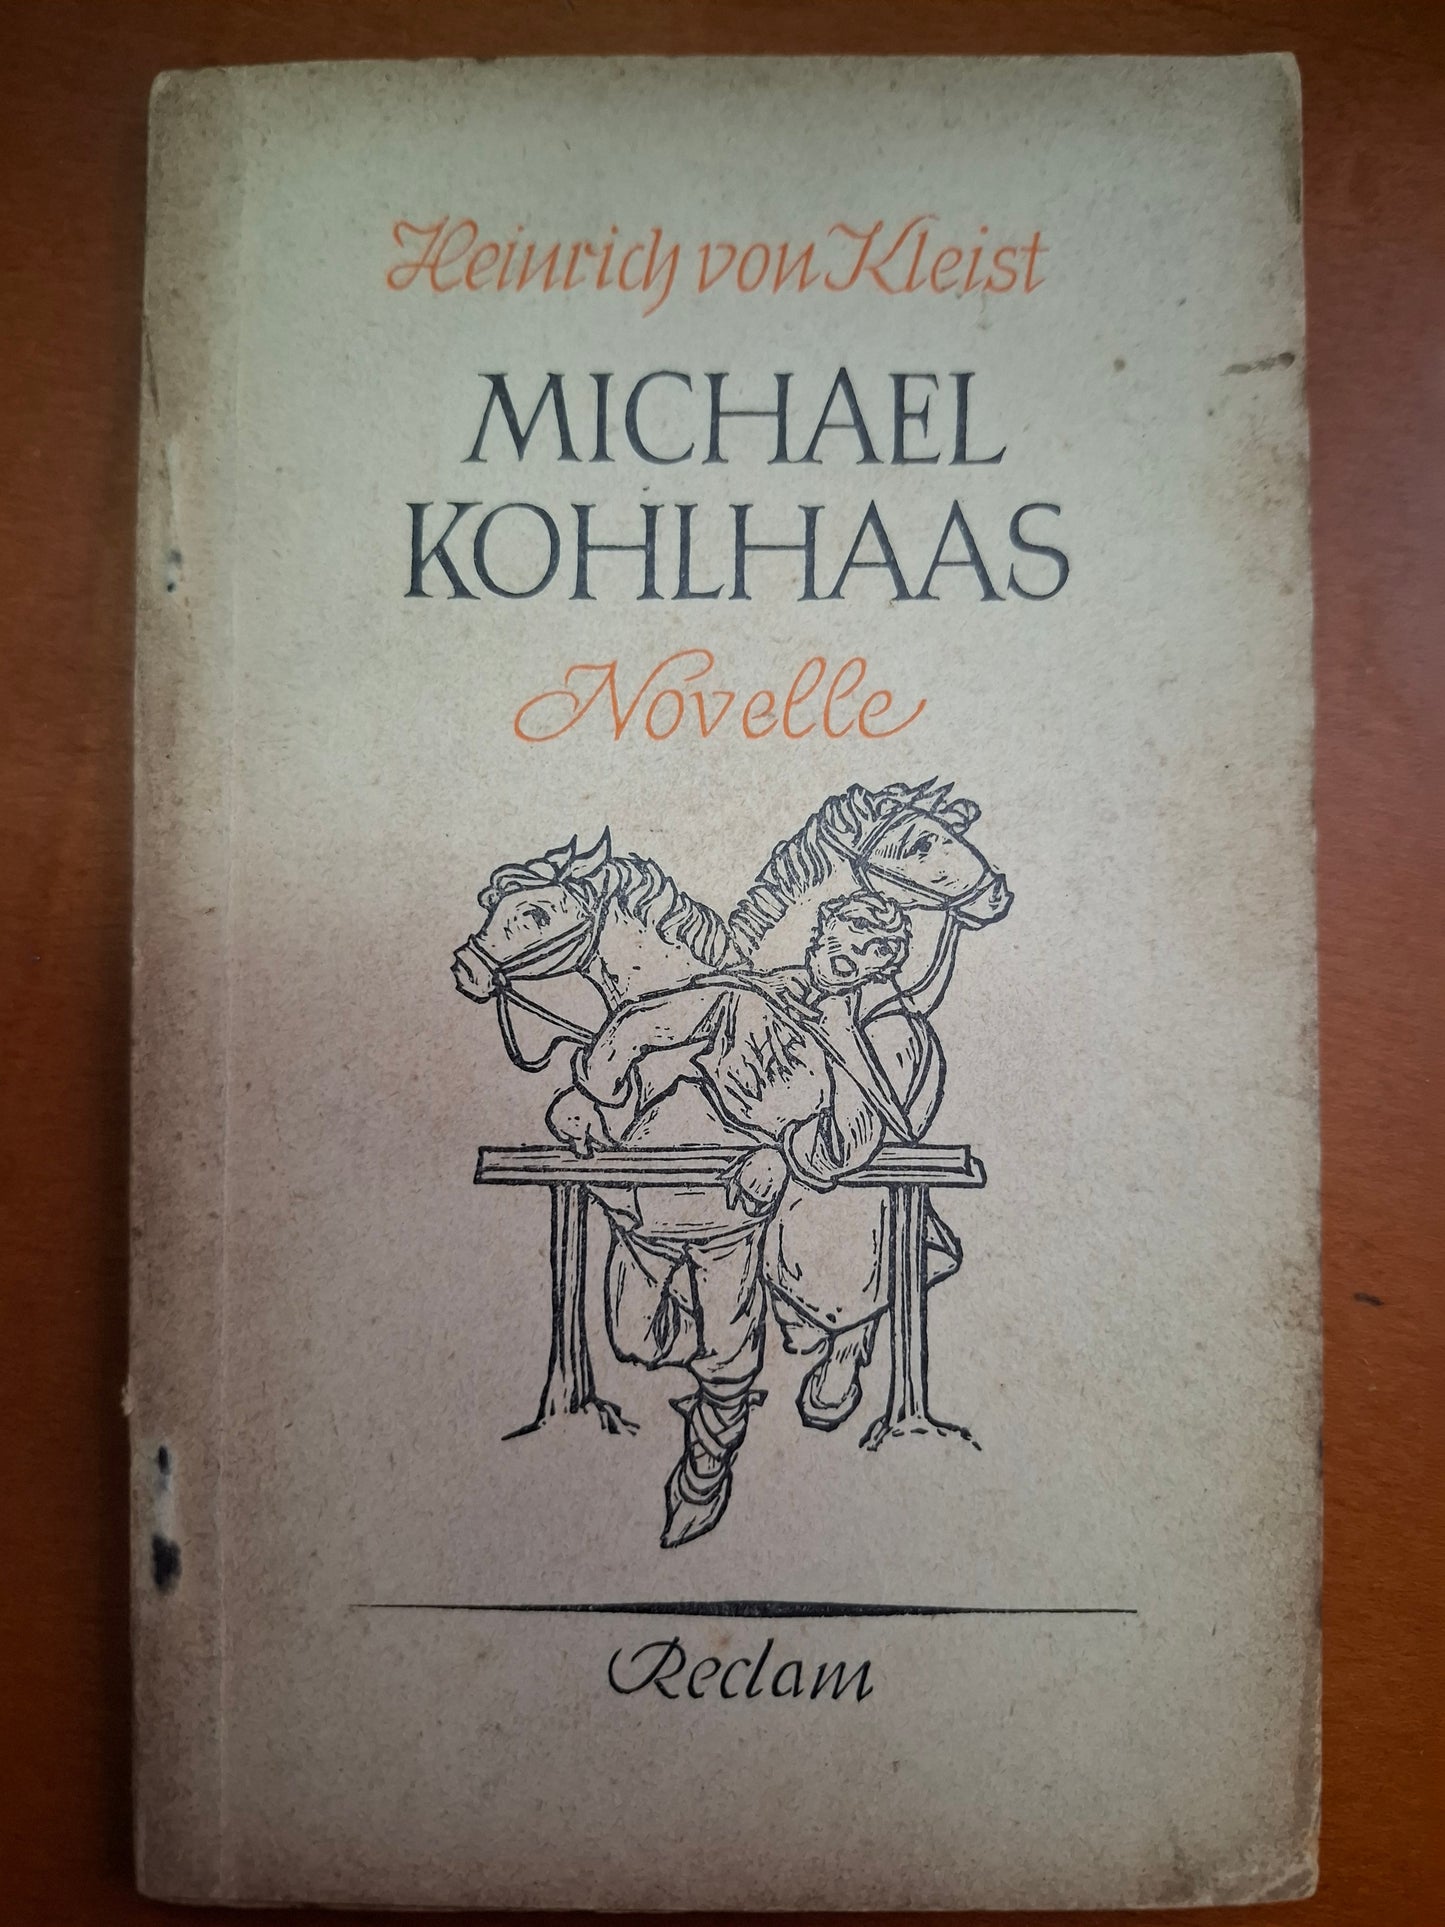 Heinrich von Kleist
MICHAEL
KOHLHAAS
Novelle
Reclam